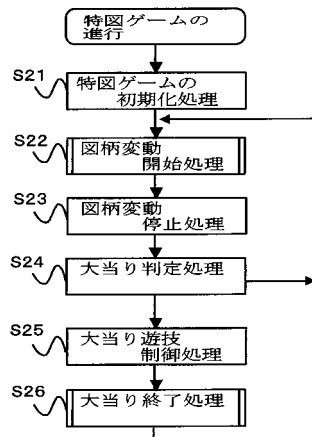 特図ゲームの
進行
S21
特図ゲームの
初期化処理
S22
図柄変動
開始処理
S23
図柄変動
停止処理
S24
大当り判定処理
S25
大当り遊技
制御処理
S26
大当り終了処理